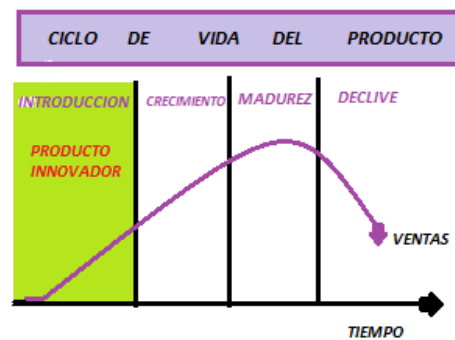 CICLO DE VIDA DEL PRODUCTO
INTRODUCCION CRECIMIENTO MADUREZ DECLIVE
PRODUCTO
INNOVADOR
VENTAS
TIEMPO